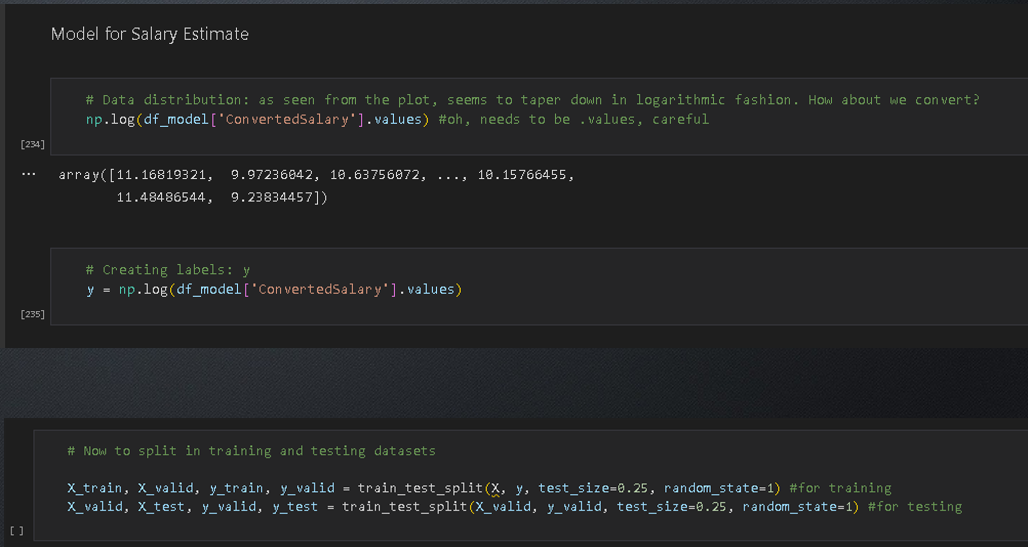 Model for Salary Estimate
# Data distribution: as seen from the plot, seems to taper down in logarithmic fashion. How about we convert?
np.log(df_model['ConvertedSalary'].values) #oh, needs to be .values, careful
[234]
... array([11.16819321, 9.97236042, 10.63756072, ..., 10.15766455,
11.48486544, 9.23834457])
# Creating labels: y
y = np.log(df_model['ConvertedSalary'].values)
[235]
# Now to split in training and testing datasets
X_train, X_valid, y_train, y_valid = train_test_split(X, y, test_size=0.25, random_state=1) #for training
X_valid, X_test, y_valid, y_test = train_test_split(X_valid, y_valid, test_size=0.25, random_state=1) #for testing
[ ]